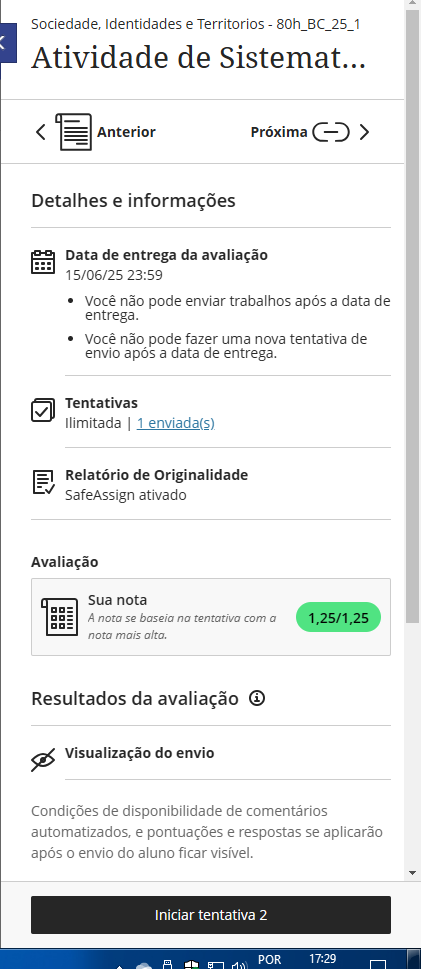 Sociedade, Identidades e Territorios - 80h_BC_25_1
Atividade de Sistemat...
Anterior
Próxima
Detalhes e informações
Data de entrega da avaliação
15/06/25 23:59
• Você não pode enviar trabalhos após a data de
entrega.
• Você não pode fazer uma nova tentativa de
envio após a data de entrega.
Tentativas
Ilimitada | 1 enviada(s)
Relatório de Originalidade
SafeAssign ativado
Avaliação
Sua nota
A nota se baseia na tentativa com a
nota mais alta.
1,25/1,25
Resultados da avaliação
Visualização do envio
Condições de disponibilidade de comentários
automatizados, e pontuações e respostas se aplicarão
após o envio do aluno ficar visível.
Iniciar tentativa 2
POR
17:29